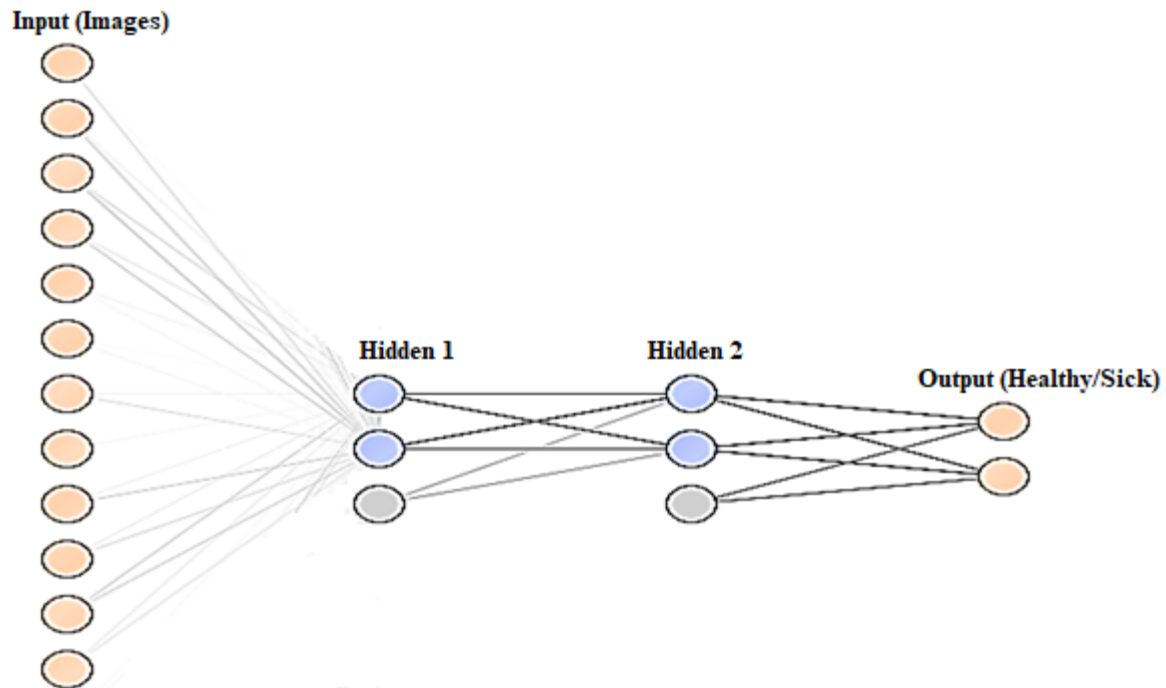 Input (Images)
Hidden 1
Hidden 2
Output (Healthy/Sick)